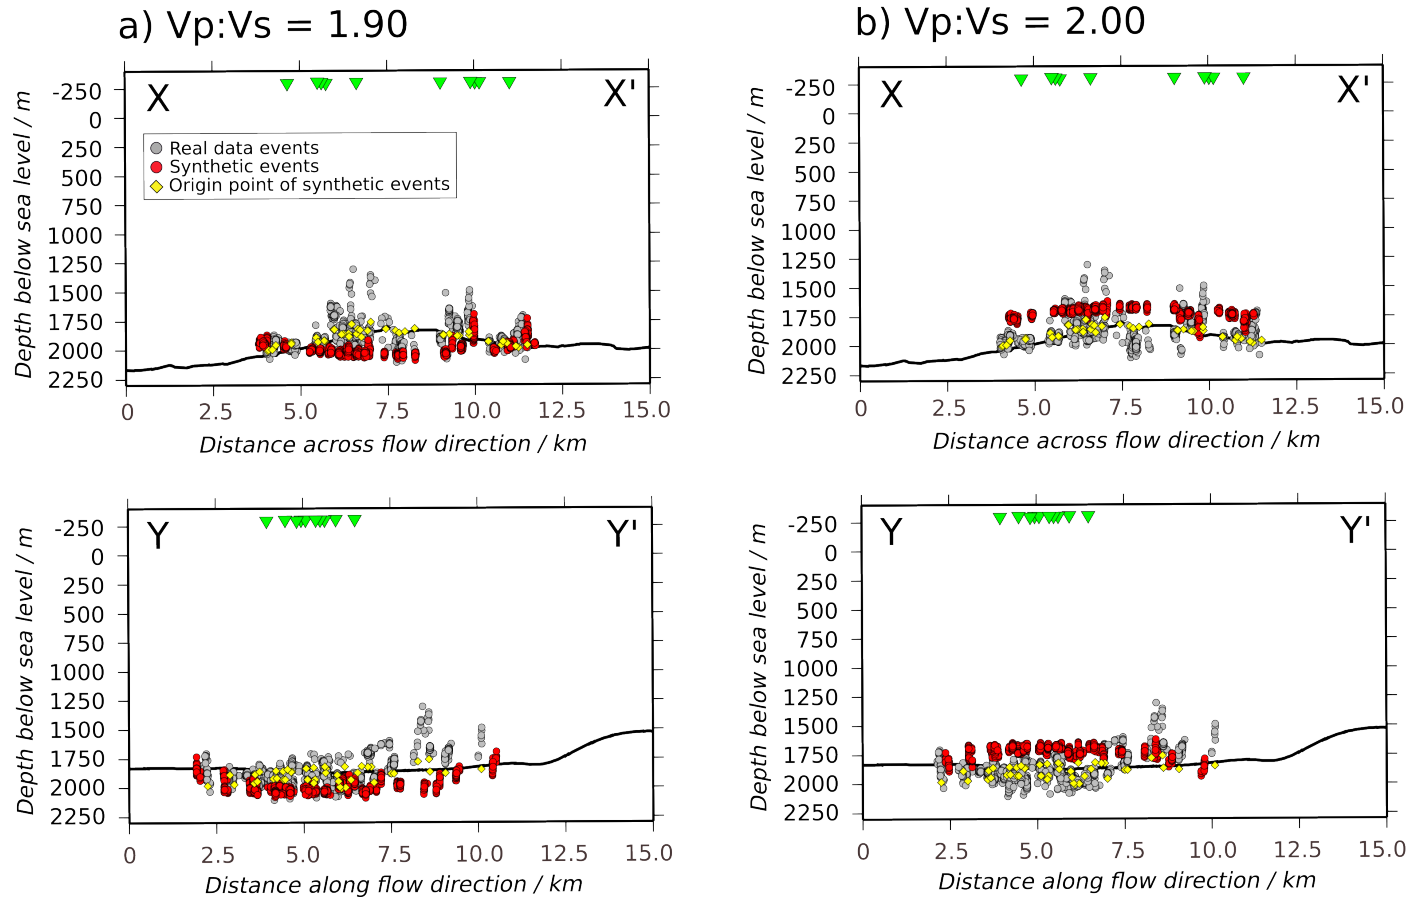 a) Vp:Vs = 1.90
X
X'
Real data events
Synthetic events
Origin point of synthetic events
Depth below sea level / m
-250
0
250
500
750
1000
1250
1500
1750
2000
2250
0 2.5 5.0 7.5 10.0 12.5 15.0
Distance across flow direction / km
b) Vp:Vs = 2.00
X
X'
Depth below sea level / m
-250
0
250
500
750
1000
1250
1500
1750
2000
2250
0 2.5 5.0 7.5 10.0 12.5 15.0
Distance across flow direction / km
Y
Y'
Depth below sea level / m
-250
0
250
500
750
1000
1250
1500
1750
2000
2250
0 2.5 5.0 7.5 10.0 12.5 15.0
Distance along flow direction / km
Y
Y'
Depth below sea level / m
-250
0
250
500
750
1000
1250
1500
1750
2000
2250
0 2.5 5.0 7.5 10.0 12.5 15.0
Distance along flow direction / km